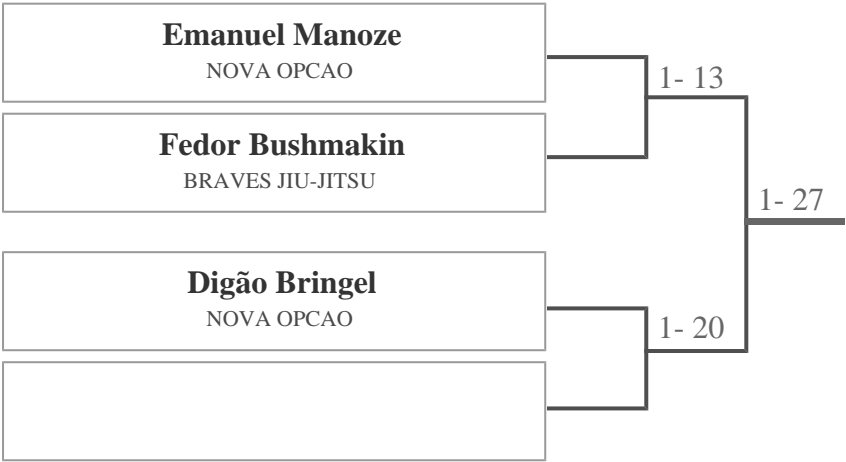 Emanuel Manoze
NOVA OPCAO
1- 13
Fedor Bushmakin
BRAVES JIU-JITSU
1- 27
Digão Bringel
NOVA OPCAO
1- 20